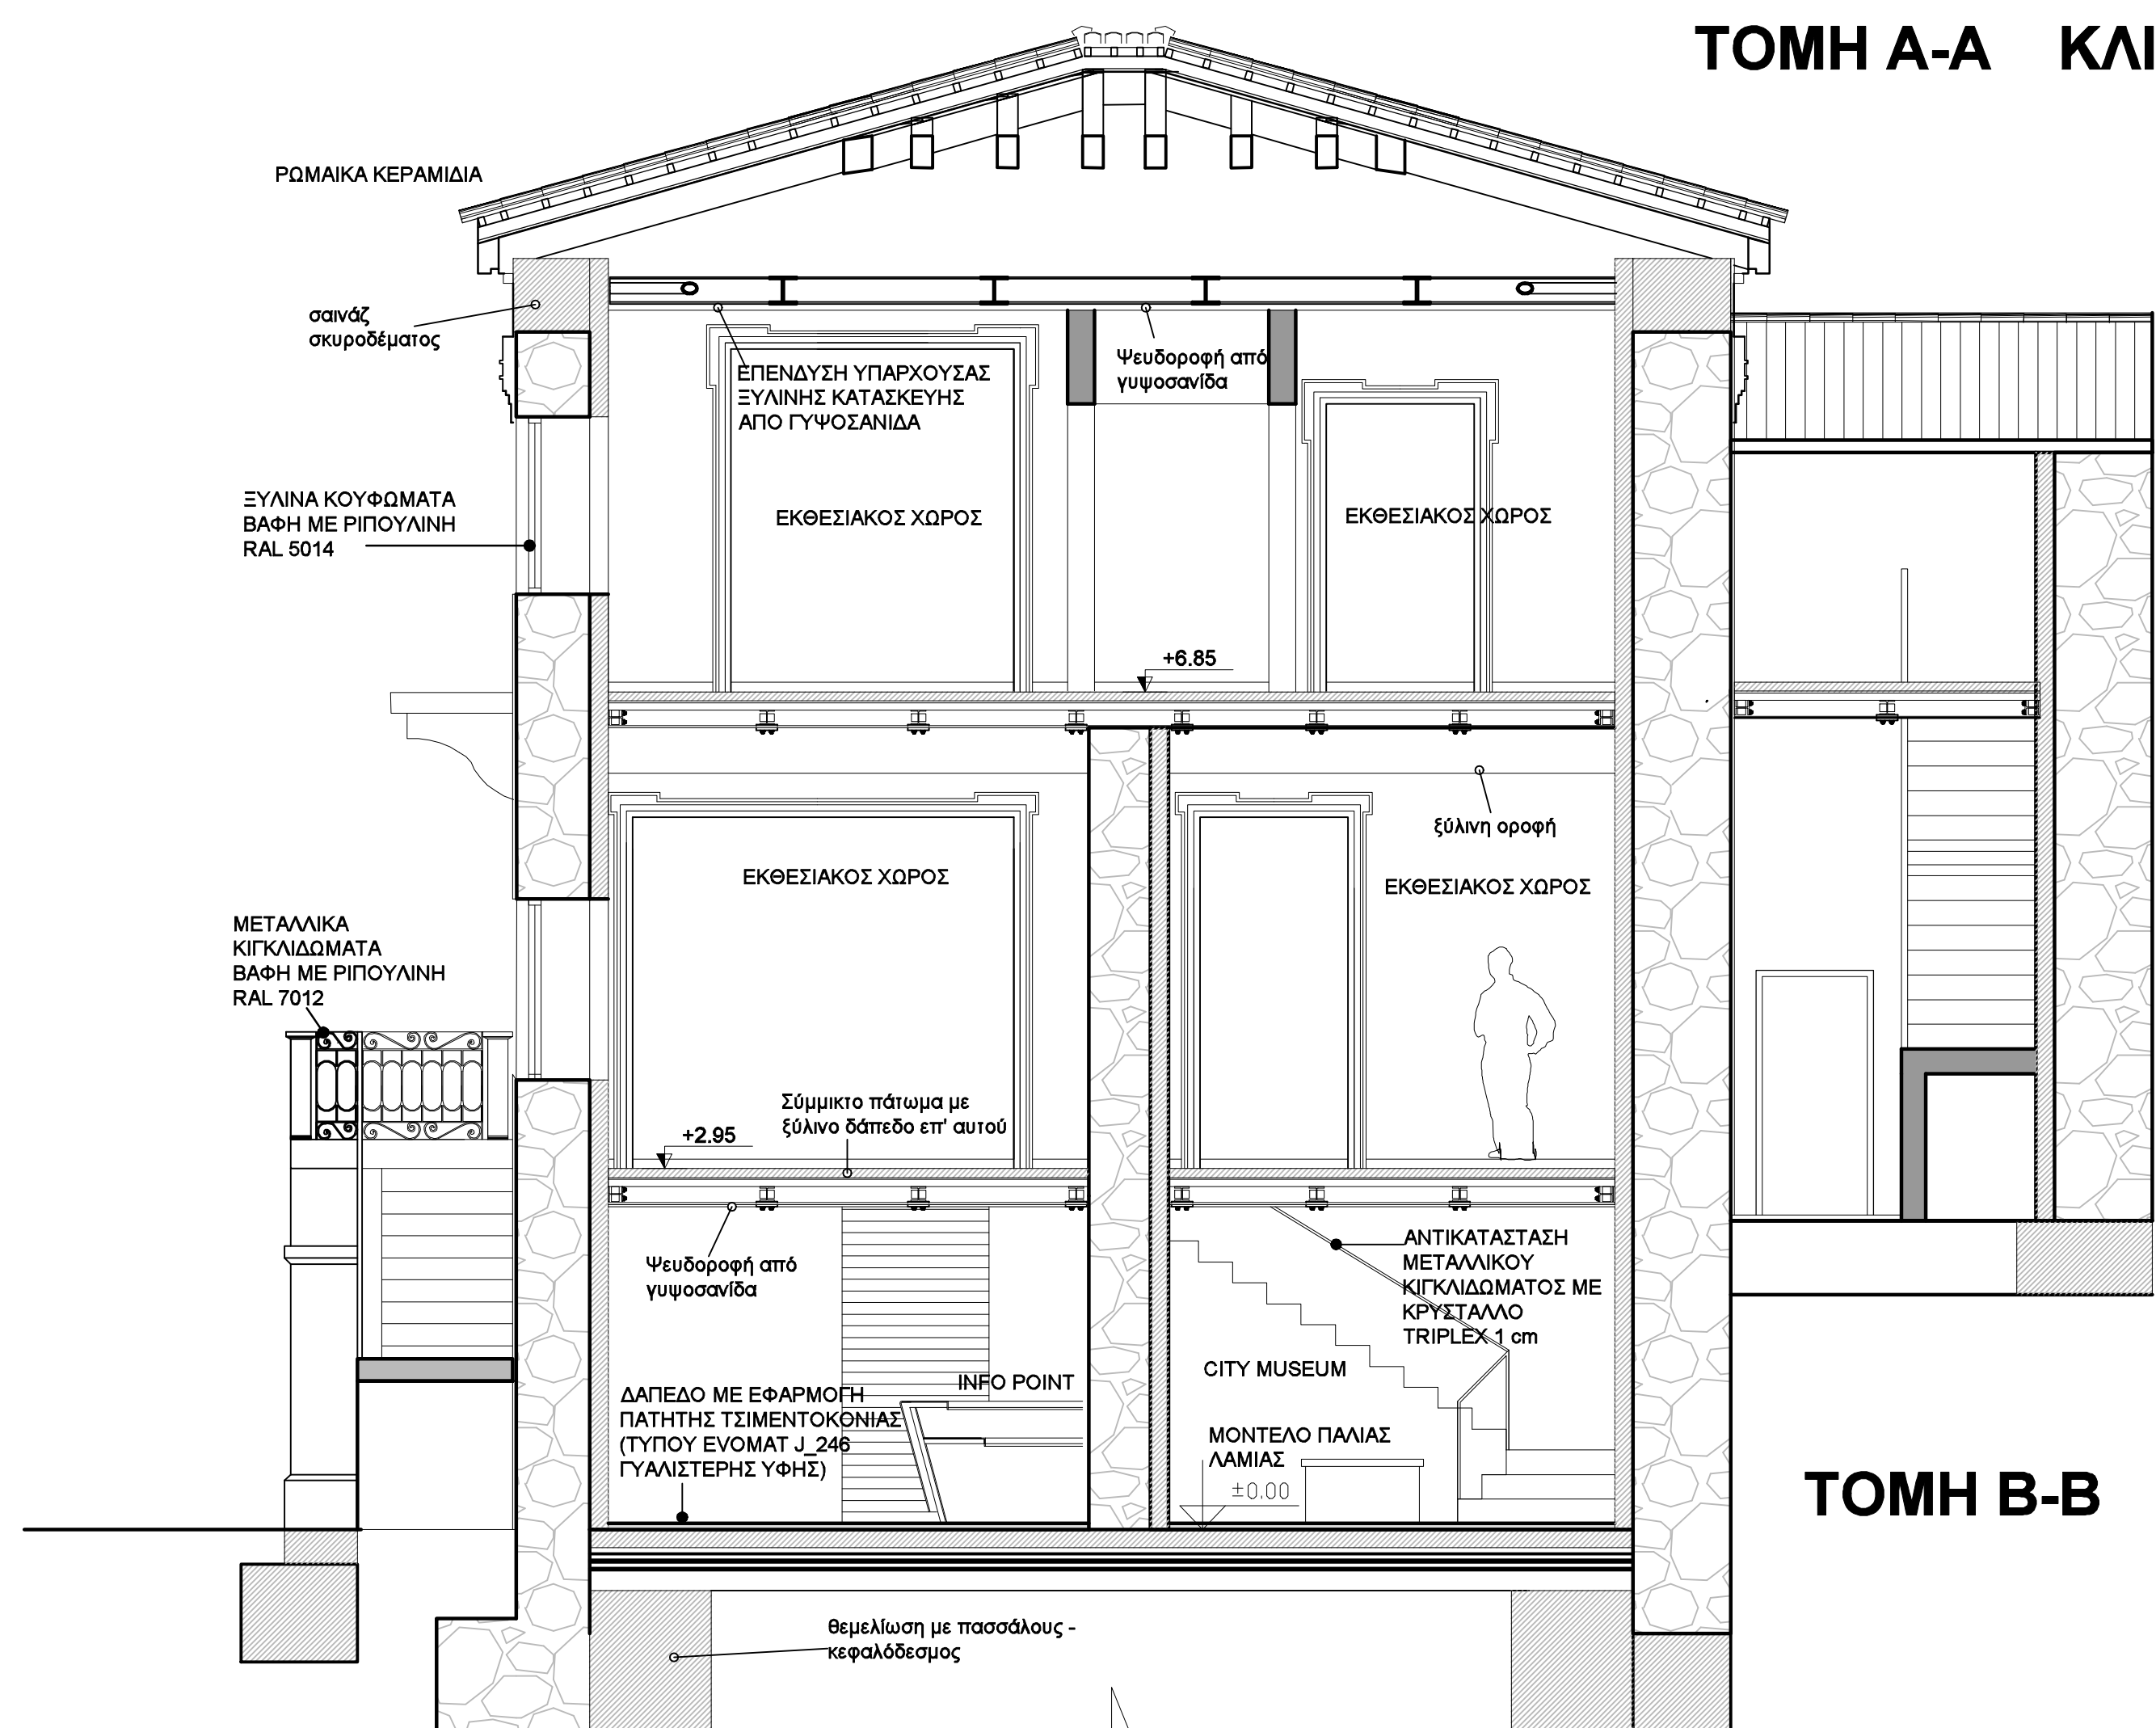 ΤΟΜΗ Α-Α ΚΛΙ
ΡΩΜΑΙΚΑ ΚΕΡΑΜΙΔΙΑ
σαινάζ
σκυροδέματος
Ψευδοροφή από
γυψοσανίδα
ΕΠΕΝΔΥΣΗ ΥΠΑΡΧΟΥΣΑΣ
ΞΥΛΙΝΗΣ ΚΑΤΑΣΚΕΥΗΣ
ΑΠΟ ΓΥΨΟΣΑΝΙΔΑ
ΞΥΛΙΝΑ ΚΟΥΦΩΜΑΤΑ
ΒΑΦΗ ΜΕ ΡΙΠΟΥΛΙΝΗ
RAL 5014
ΕΚΘΕΣΙΑΚΟΣ ΧΩΡΟΣ
ΕΚΘΕΣΙΑΚΟΣ ΧΩΡΟΣ
+6.85
ξύλινη οροφή
ΕΚΘΕΣΙΑΚΟΣ ΧΩΡΟΣ
ΕΚΘΕΣΙΑΚΟΣ ΧΩΡΟΣ
ΜΕΤΑΛΛΙΚΑ
ΚΙΓΚΛΙΔΩΜΑΤΑ
ΒΑΦΗ ΜΕ ΡΙΠΟΥΛΙΝΗ
RAL 7012
Σύμμικτο πάτωμα με
ξύλινο δάπεδο επ' αυτού
+2.95
Ψευδοροφή από
γυψοσανίδα
ΑΝΤΙΚΑΤΑΣΤΑΣΗ
ΜΕΤΑΛΛΙΚΟΥ
ΚΙΓΚΛΙΔΩΜΑΤΟΣ ΜΕ
ΚΡΥΣΤΑΛΛΟ
TRIPLEX 1 cm
CITY MUSEUM
INFO POINT
ΔΑΠΕΔΟ ΜΕ ΕΦΑΡΜΟΓΗ
ΠΑΤΗΤΗΣ ΤΣΙΜΕΝΤΟΚΟΝΙΑΣ
(ΤΥΠΟΥ EVOMAT J_246
ΓΥΑΛΙΣΤΕΡΗΣ ΥΦΗΣ)
ΜΟΝΤΕΛΟ ΠΑΛΙΑΣ
ΛΑΜΙΑΣ
±0,00
ΤΟΜΗ Β-Β
θεμελίωση με πασσάλους -
κεφαλόδεσμος